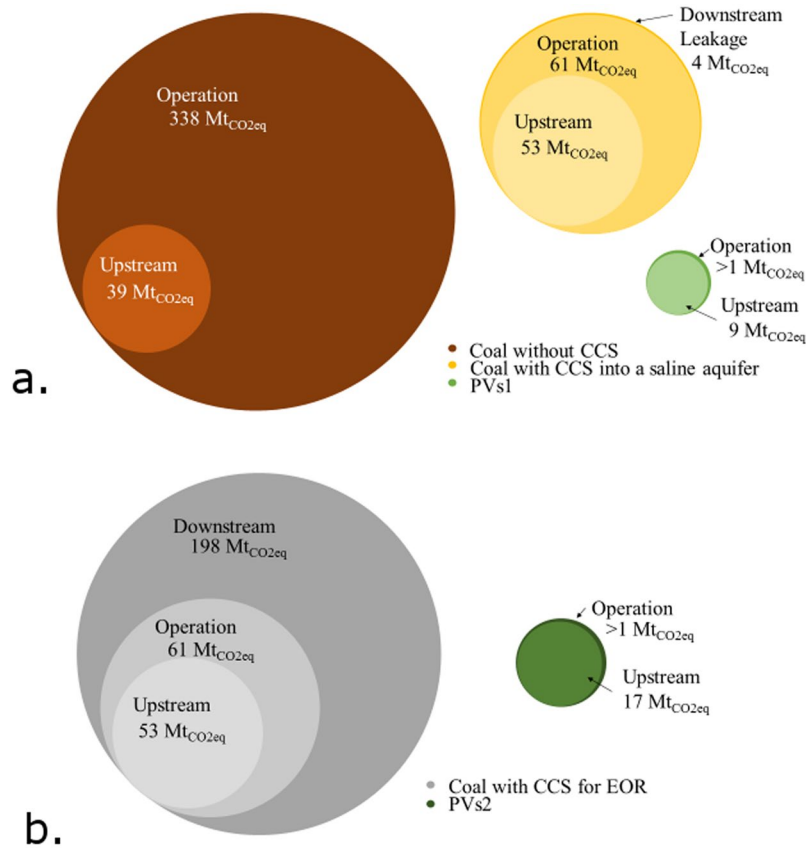 Operation
338 MtCO2eq
Upstream
39 MtCO2eq
Downstream
Leakage
4 MtCO2eq
Operation
61 MtCO2eq
Upstream
53 MtCO2eq
Operation
>1 MtCO2eq
Upstream
9 MtCO2eq
Coal without CCS
Coal with CCS into a saline aquifer
PVs1
a.
Downstream
198 MtCO2eq
Operation
61 MtCO2eq
Upstream
53 MtCO2eq
Operation
>1 MtCO2eq
Upstream
17 MtCO2eq
Coal with CCS for EOR
PVs2
b.